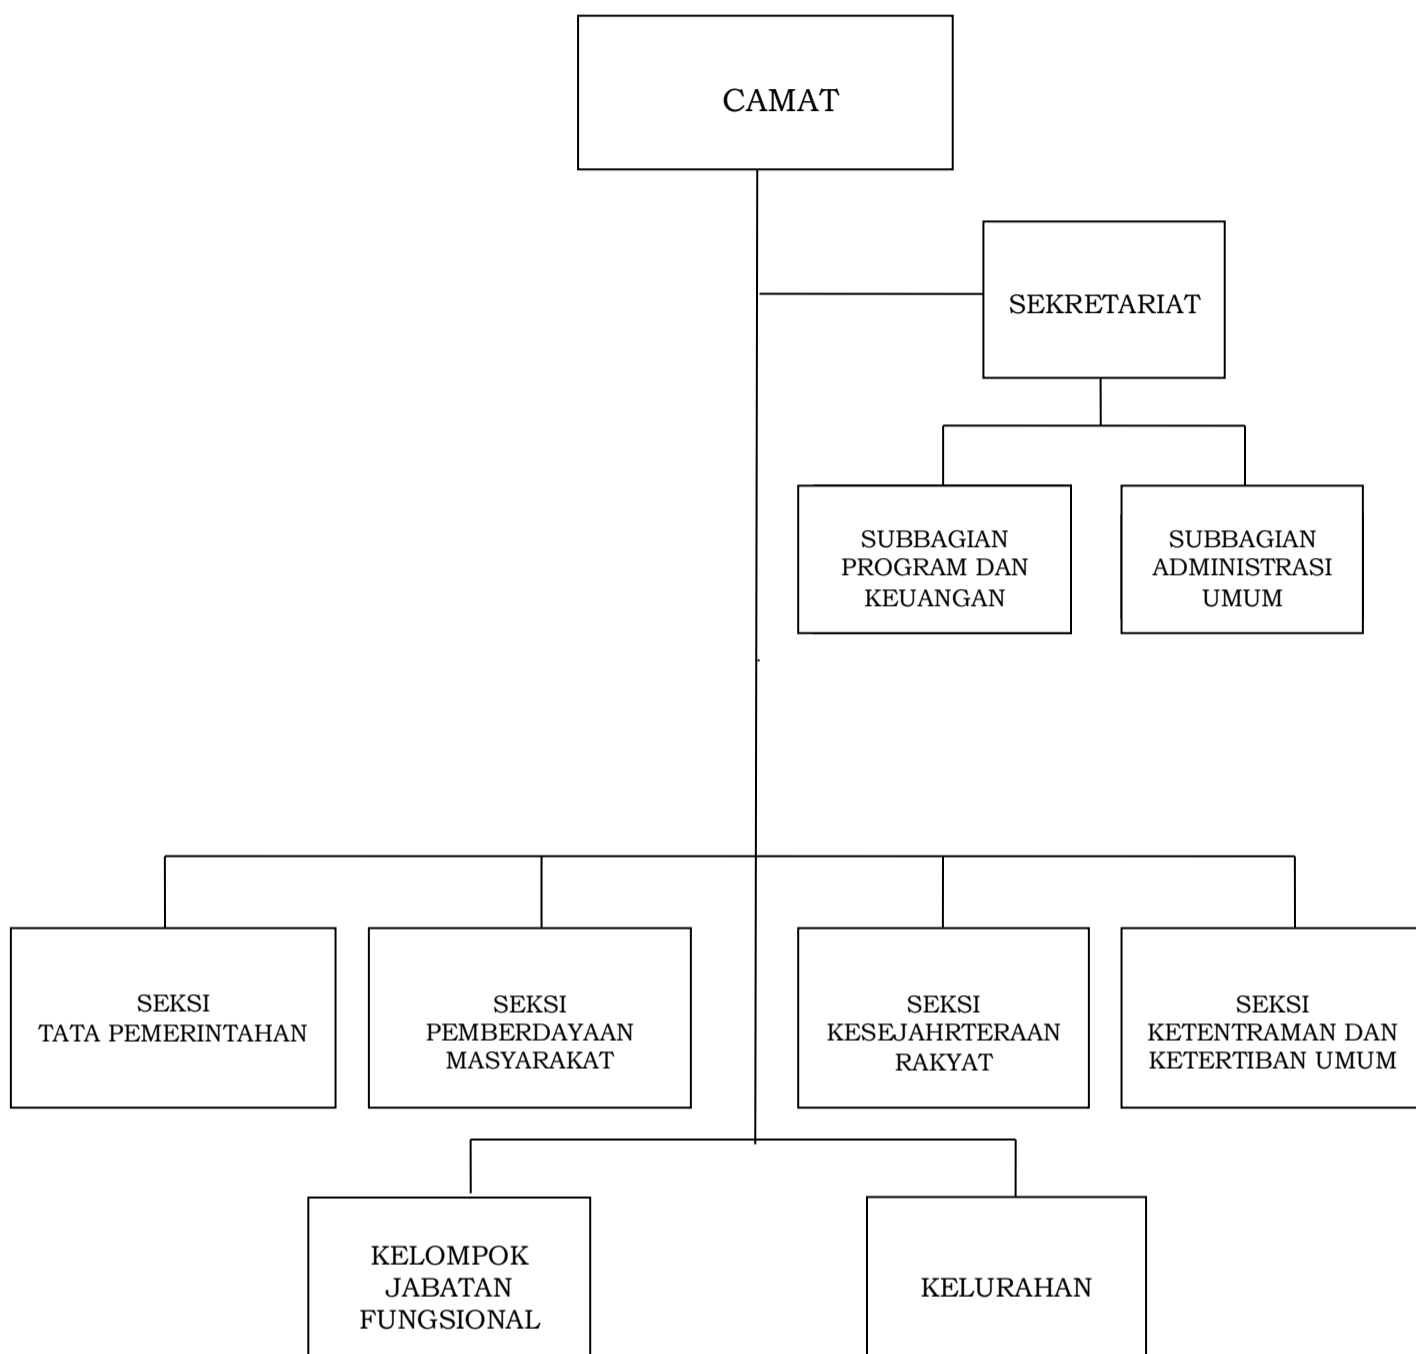 CAMAT
SEKRETARIAT
SUBBAGIAN
PROGRAM DAN
KEUANGAN
SUBBAGIAN
ADMINISTRASI
UMUM
SEKSI
TATA PEMERINTAHAN
SEKSI
PEMBERDAYAAN
MASYARAKAT
SEKSI
KESEJAHRTERAAN
RAKYAT
SEKSI
KETENTRAMAN DAN
KETERTIBAN UMUM
KELOMPOK
JABATAN
FUNGSIONAL
KELURAHAN